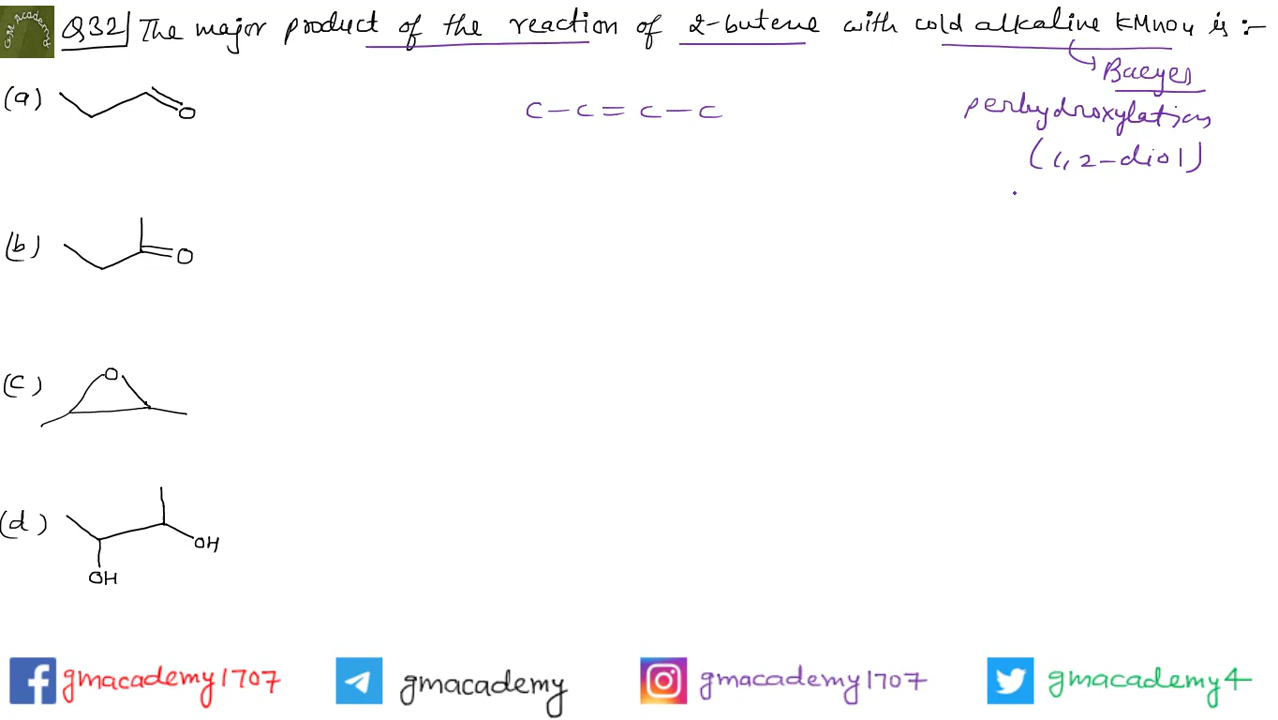 G.M Academy
Q32| The major product of the reaction of 2-butene with cold alkaline KMnO4 is :-
Baeyer
perhydroxylation
(1,2-diol)
C-C=C-C
(a)
O
(b)
O
(c)
O
(d)
OH
OH
gmacademy1707
gmacademy
gmacademy1707
gmacademy4